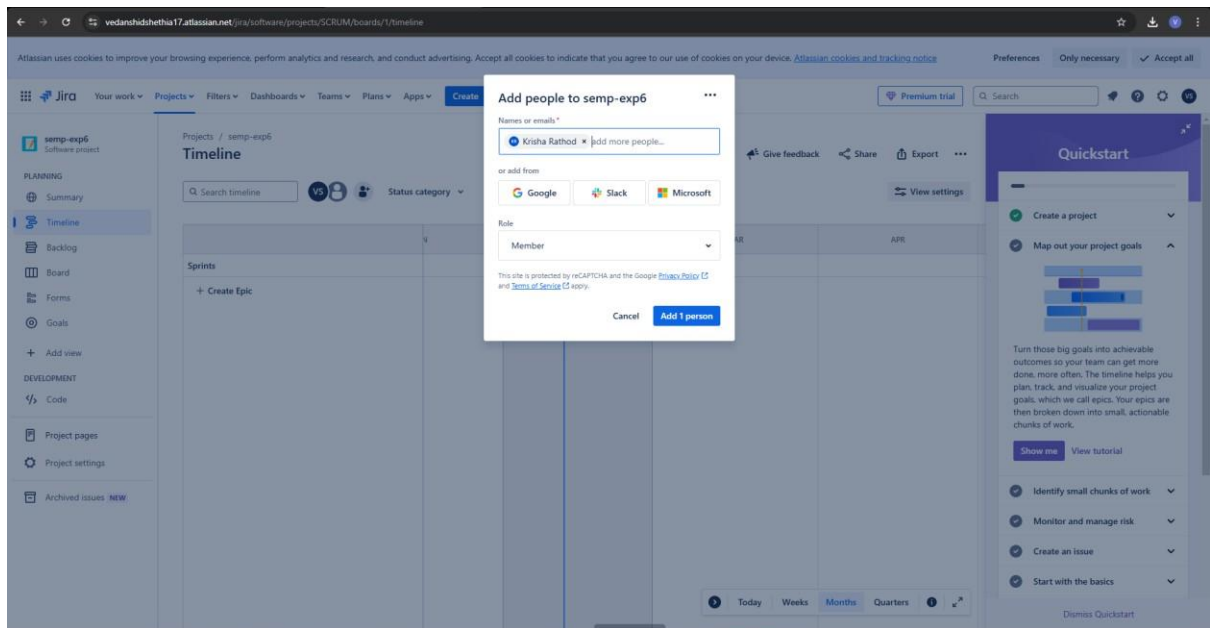 vedanshidshethia17.atlassian.net/jira/software/projects/SCRUM/boards/1/timeline
Atlassian uses cookies to improve your browsing experience, perform analytics and research, and conduct advertising. Accept all cookies to indicate that you agree to our use of cookies on your device. Atlassian cookies and tracking notice
Preferences
Only necessary
Accept all
Jira
Your work
Projects
Filters
Dashboards
Teams
Plans
Apps
Create
Premium trial
Search
VS
semp-exp6
Software project
PLANNING
Summary
Timeline
Backlog
Board
Forms
Goals
Add view
DEVELOPMENT
Code
Project pages
Project settings
Archived issues NEW
Projects / semp-exp6
Timeline
Search timeline
VS
Status category
Give feedback
Share
Export
View settings
APR
Sprints
+ Create Epic
Add people to semp-exp6
Names or emails *
Krisha Rathod × add more people...
or add from
Google
Slack
Microsoft
Role
Member
This site is protected by reCAPTCHA and the Google Privacy Policy
and Terms of Service apply.
Cancel
Add 1 person
Today
Weeks
Months
Quarters
Quickstart
Create a project
Map out your project goals
Turn those big goals into achievable
outcomes so your team can get more
done, more often. The timeline helps you
plan, track, and visualize your project
goals, which we call epics. Your epics are
then broken down into small, actionable
chunks of work.
Show me
View tutorial
Identify small chunks of work
Monitor and manage risk
Create an issue
Start with the basics
Dismiss Quickstart